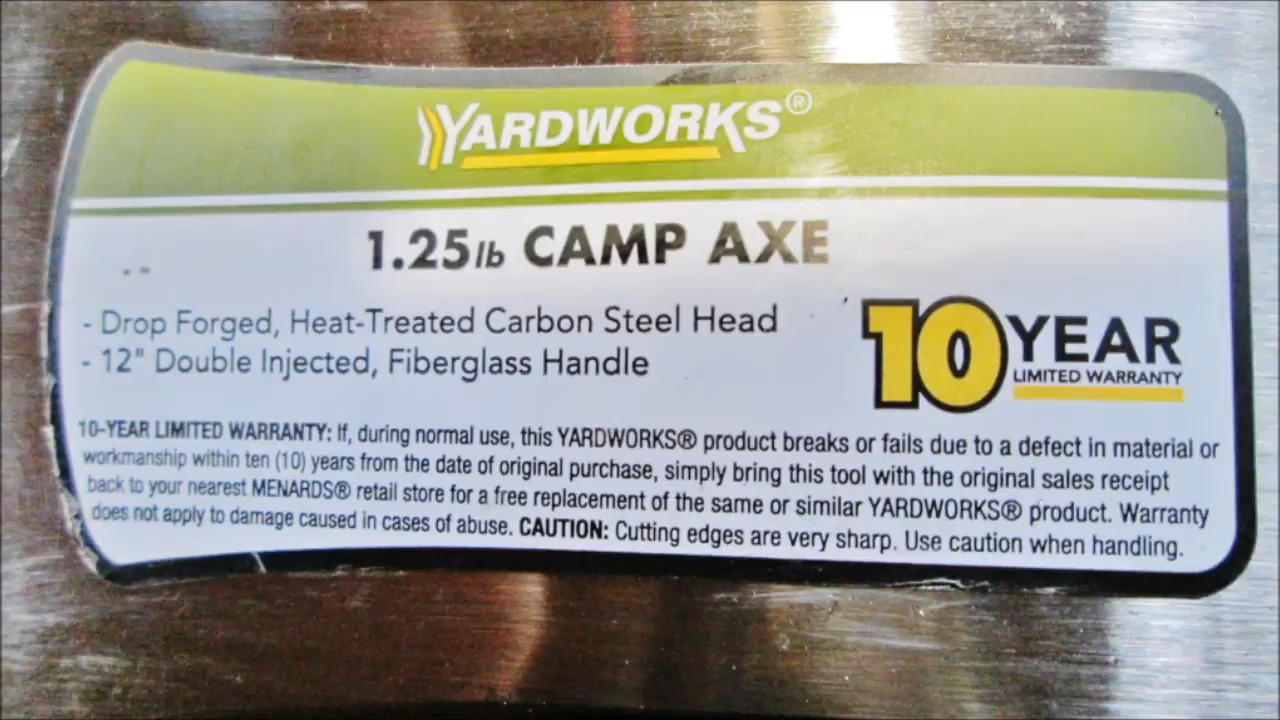 YARDWORKS®
1.25lb CAMP AXE
- Drop Forged, Heat-Treated Carbon Steel Head
- 12" Double Injected, Fiberglass Handle
10 YEAR
LIMITED WARRANTY
10-YEAR LIMITED WARRANTY: If, during normal use, this YARDWORKS® product breaks or fails due to a defect in material or
workmanship within ten (10) years from the date of original purchase, simply bring this tool with the original sales receipt
back to your nearest MENARDS® retail store for a free replacement of the same or similar YARDWORKS® product. Warranty
does not apply to damage caused in cases of abuse. CAUTION: Cutting edges are very sharp. Use caution when handling.